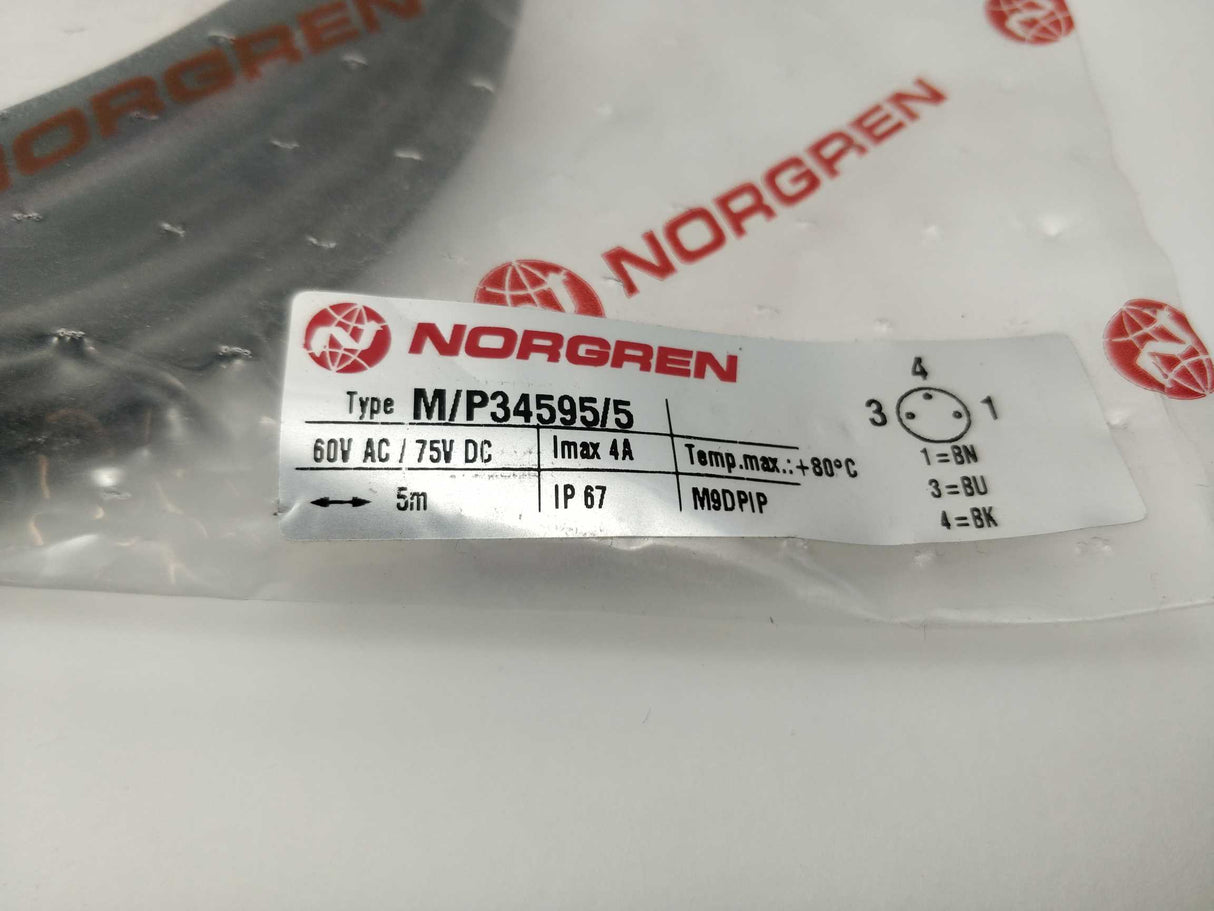 NORGREN
NORGREN
NORGREN
Type M/P34595/5
60V AC / 75V DC Imax 4A Temp.max.:+80°C
5m IP 67 M9DPIP
4
3 1
1=BN
3=BU
4=BK